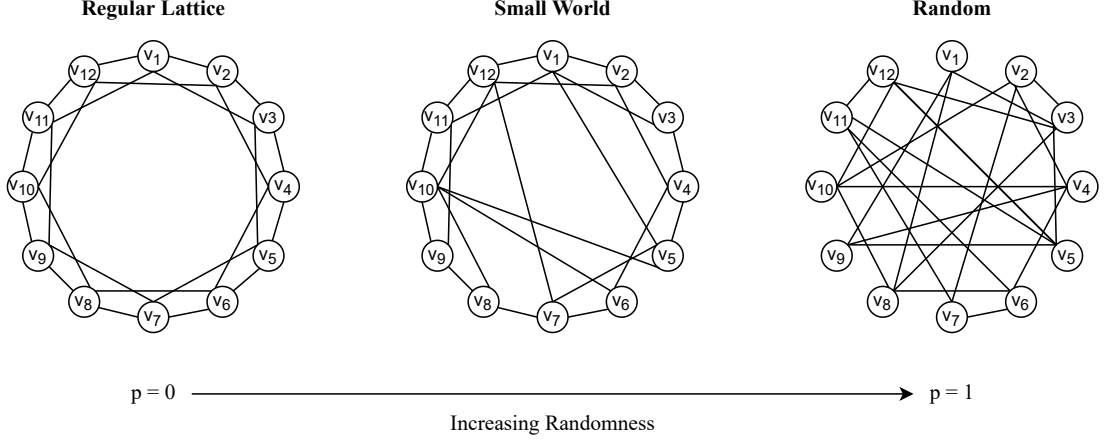 Regular Lattice
Small World
Random
v1
v2
v3
v4
v5
v6
v7
v8
v9
v10
v11
v12
v1
v2
v3
v4
v5
v6
v7
v8
v9
v10
v11
v12
v1
v2
v3
v4
v5
v6
v7
v8
v9
v10
v11
v12
p = 0
p = 1
Increasing Randomness